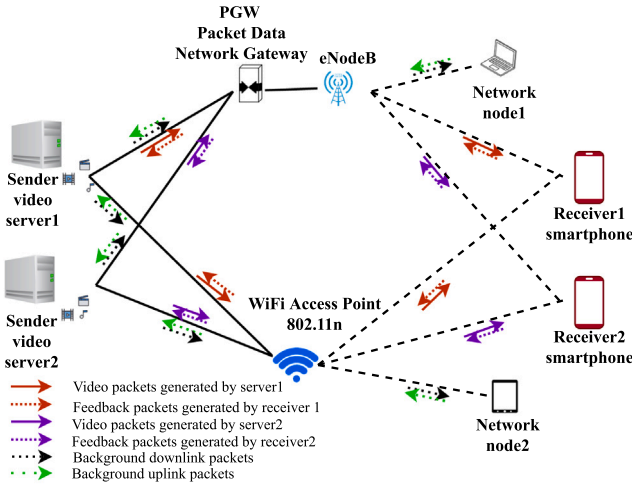 PGW
Packet Data
Network Gateway
eNodeB
Network
node1
Sender
video
server1
Receiver1
smartphone
WiFi Access Point
802.11n
Sender
video
server2
Receiver2
smartphone
Network
node2
Video packets generated by server1
Feedback packets generated by receiver 1
Video packets generated by server2
Feedback packets generated by receiver2
Background downlink packets
Background uplink packets